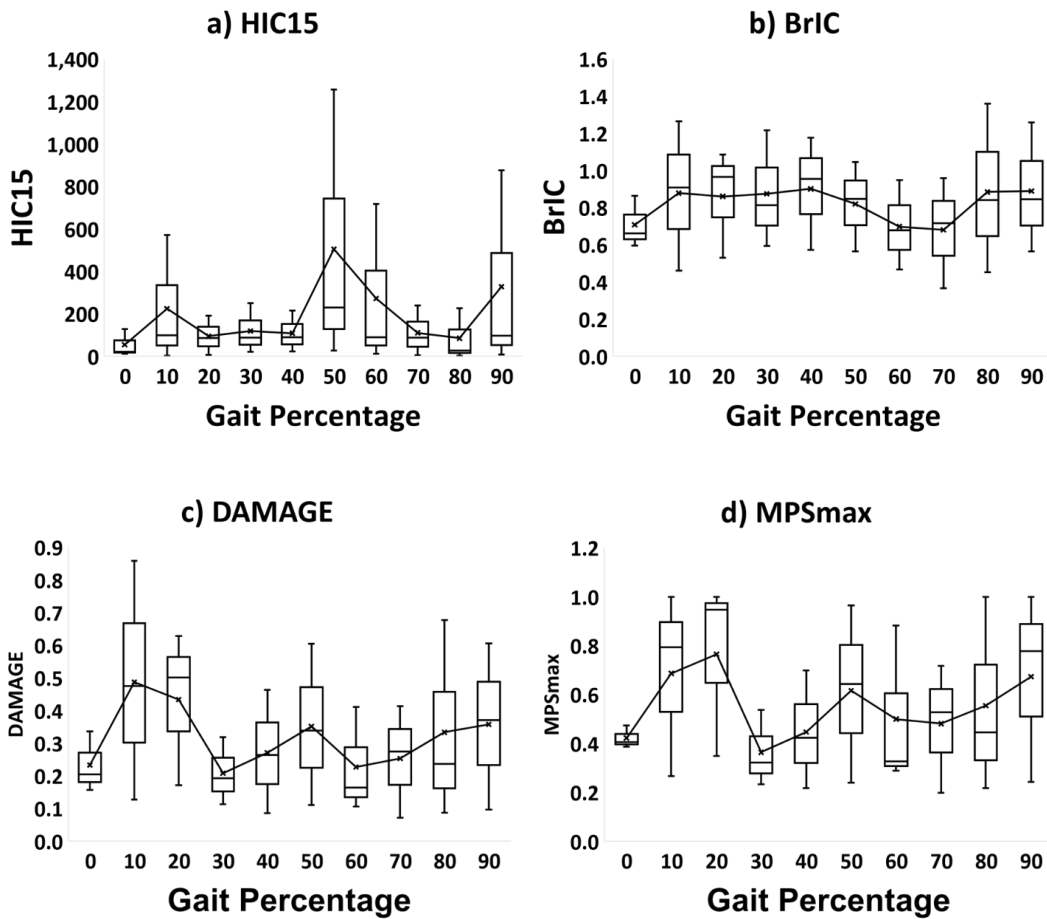 a) HIC15
1,400
1,200
1,000
800
600
400
200
0
HIC15
0 10 20 30 40 50 60 70 80 90
Gait Percentage
b) BrIC
1.6
1.4
1.2
1.0
0.8
0.6
0.4
0.2
0.0
BrIC
0 10 20 30 40 50 60 70 80 90
Gait Percentage
c) DAMAGE
0.9
0.8
0.7
0.6
0.5
0.4
0.3
0.2
0.1
0.0
DAMAGE
0 10 20 30 40 50 60 70 80 90
Gait Percentage
d) MPSmax
1.2
1.0
0.8
0.6
0.4
0.2
0.0
MPSmax
0 10 20 30 40 50 60 70 80 90
Gait Percentage